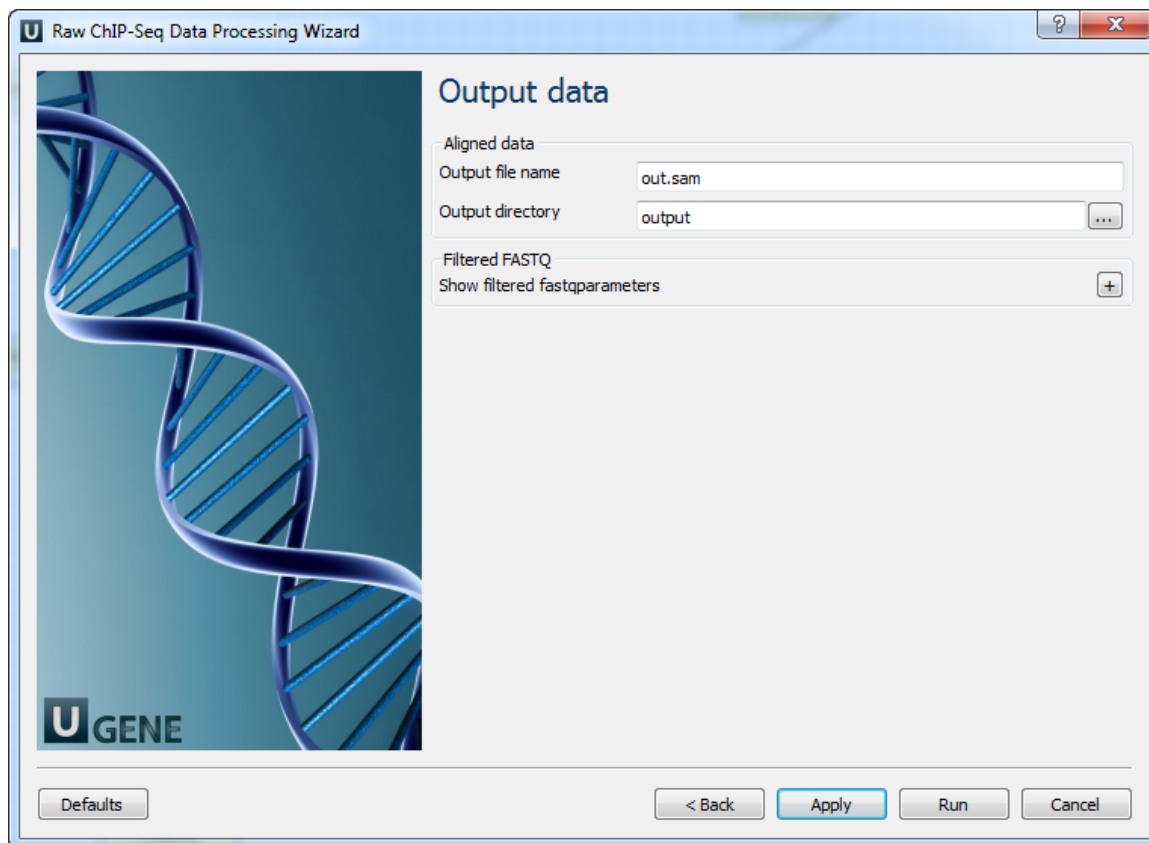 U Raw ChIP-Seq Data Processing Wizard
?
Output data
Aligned data
Output file name out.sam
Output directory output ...
Filtered FASTQ
Show filtered fastqparameters +
U GENE
Defaults < Back Apply Run Cancel